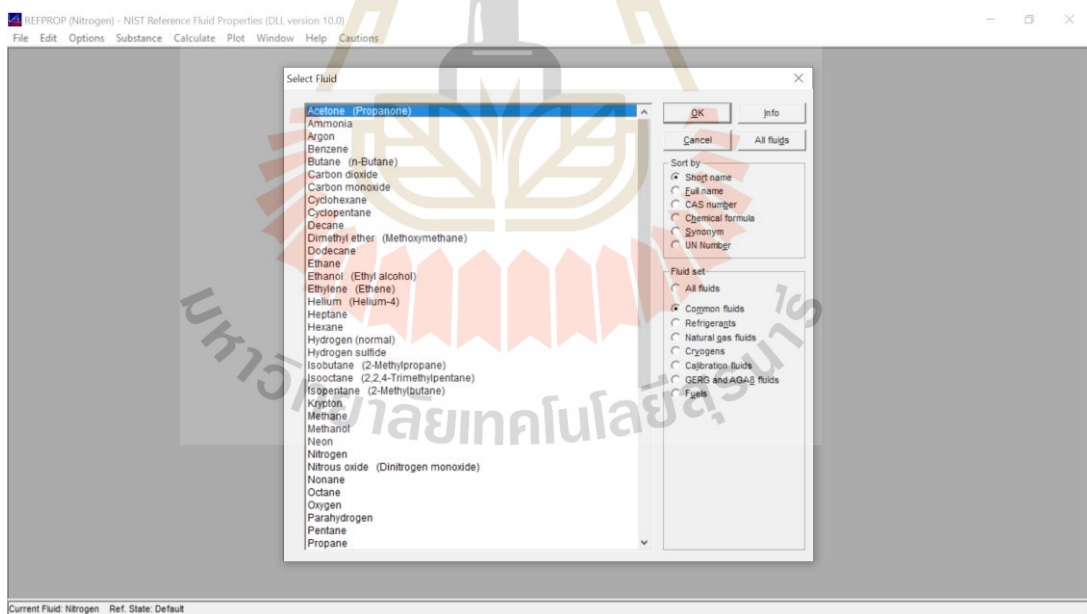 REFPROP (Nitrogen) - NIST Reference Fluid Properties (DLL version 10.0)
File Edit Options Substance Calculate Plot Window Help Cautions
Select Fluid
Acetone (Propanone)
Ammonia
Argon
Benzene
Butane (n-Butane)
Carbon dioxide
Carbon monoxide
Cyclohexane
Cyclopentane
Decane
Dimethyl ether (Methoxymethane)
Dodecane
Ethane
Ethanol (Ethyl alcohol)
Ethylene (Ethene)
Helium (Helium-4)
Heptane
Hexane
Hydrogen (normal)
Hydrogen sulfide
Isobutane (2-Methylpropane)
Isooctane (2,2,4-Trimethylpentane)
Isopentane (2-Methylbutane)
Krypton
Methane
Methanol
Neon
Nitrogen
Nitrous oxide (Dinitrogen monoxide)
Nonane
Octane
Oxygen
Parahydrogen
Pentane
Propane
OK Info
Cancel All fluids
Sort by
Short name
Full name
CAS number
Chemical formula
Synonym
UN Number
Fluid set
All fluids
Common fluids
Refrigerants
Natural gas fluids
Cryogens
Calibration fluids
GERG and AGA8 fluids
Fuels
มหาวิทยาลัยเทคโนโลยีสุรนารี
Current Fluid: Nitrogen Ref. State: Default